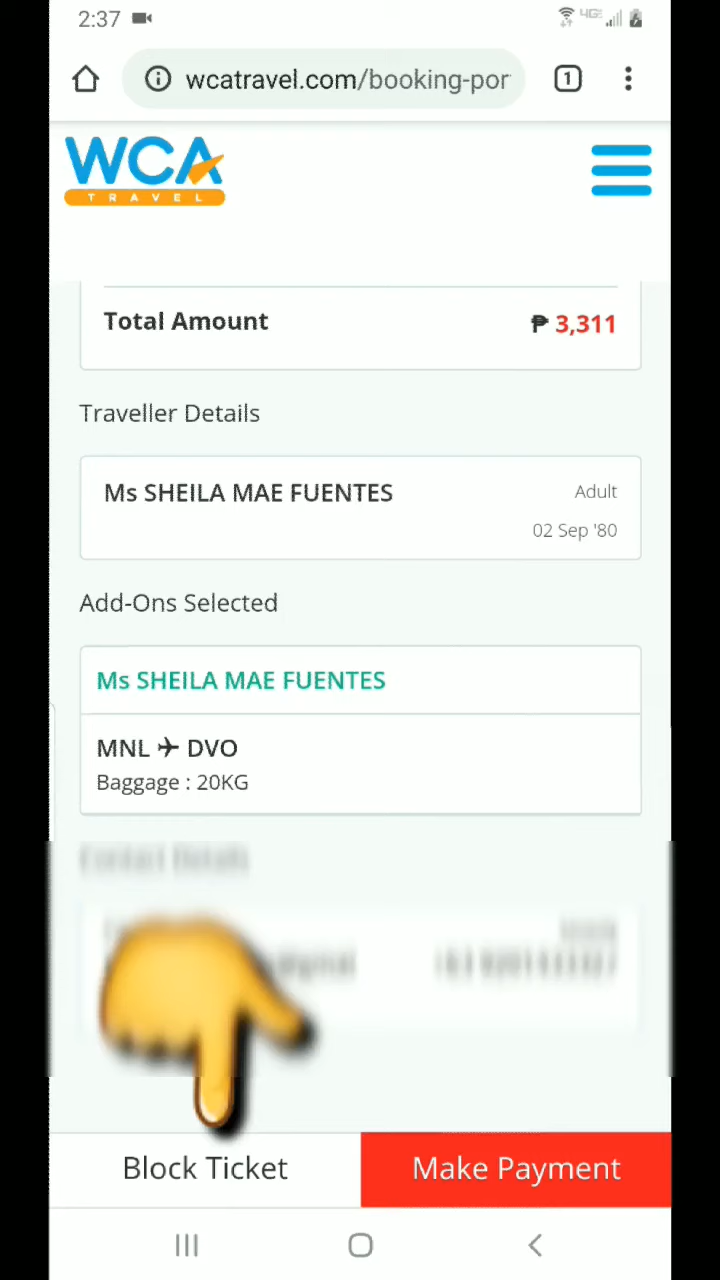 2:37
4G
1
wcatravel.com/booking-por
WCA
TRAVEL
Total Amount ₱ 3,311
Traveller Details
Ms SHEILA MAE FUENTES Adult
02 Sep '80
Add-Ons Selected
Ms SHEILA MAE FUENTES
MNL ✈ DVO
Baggage : 20KG
Block Ticket Make Payment